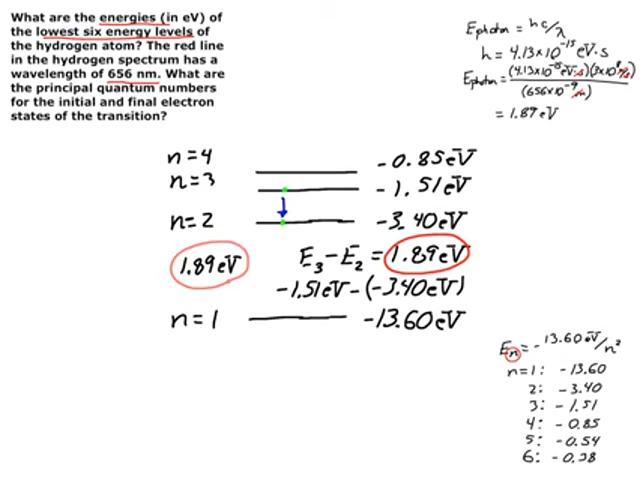 What are the energies (in eV) of
the lowest six energy levels of
the hydrogen atom? The red line
in the hydrogen spectrum has a
wavelength of 656 nm. What are
the principal quantum numbers
for the initial and final electron
states of the transition?
Ephoton = hc/λ
h = 4.13×10⁻¹⁵ eV·s
Ephoton = (4.13×10⁻¹⁵ eV·s)(3×10⁸ m/s)
(656×10⁻⁹ m)
= 1.89 eV
n=4 -0.85eV
n=3 -1.51eV
n=2 -3.40eV
1.89eV E₃-E₂ = 1.89eV
-1.51eV-(-3.40eV)
n=1 -13.60eV
En = -13.60 eV/n²
n=1: -13.60
2: -3.40
3: -1.51
4: -0.85
5: -0.54
6: -0.38